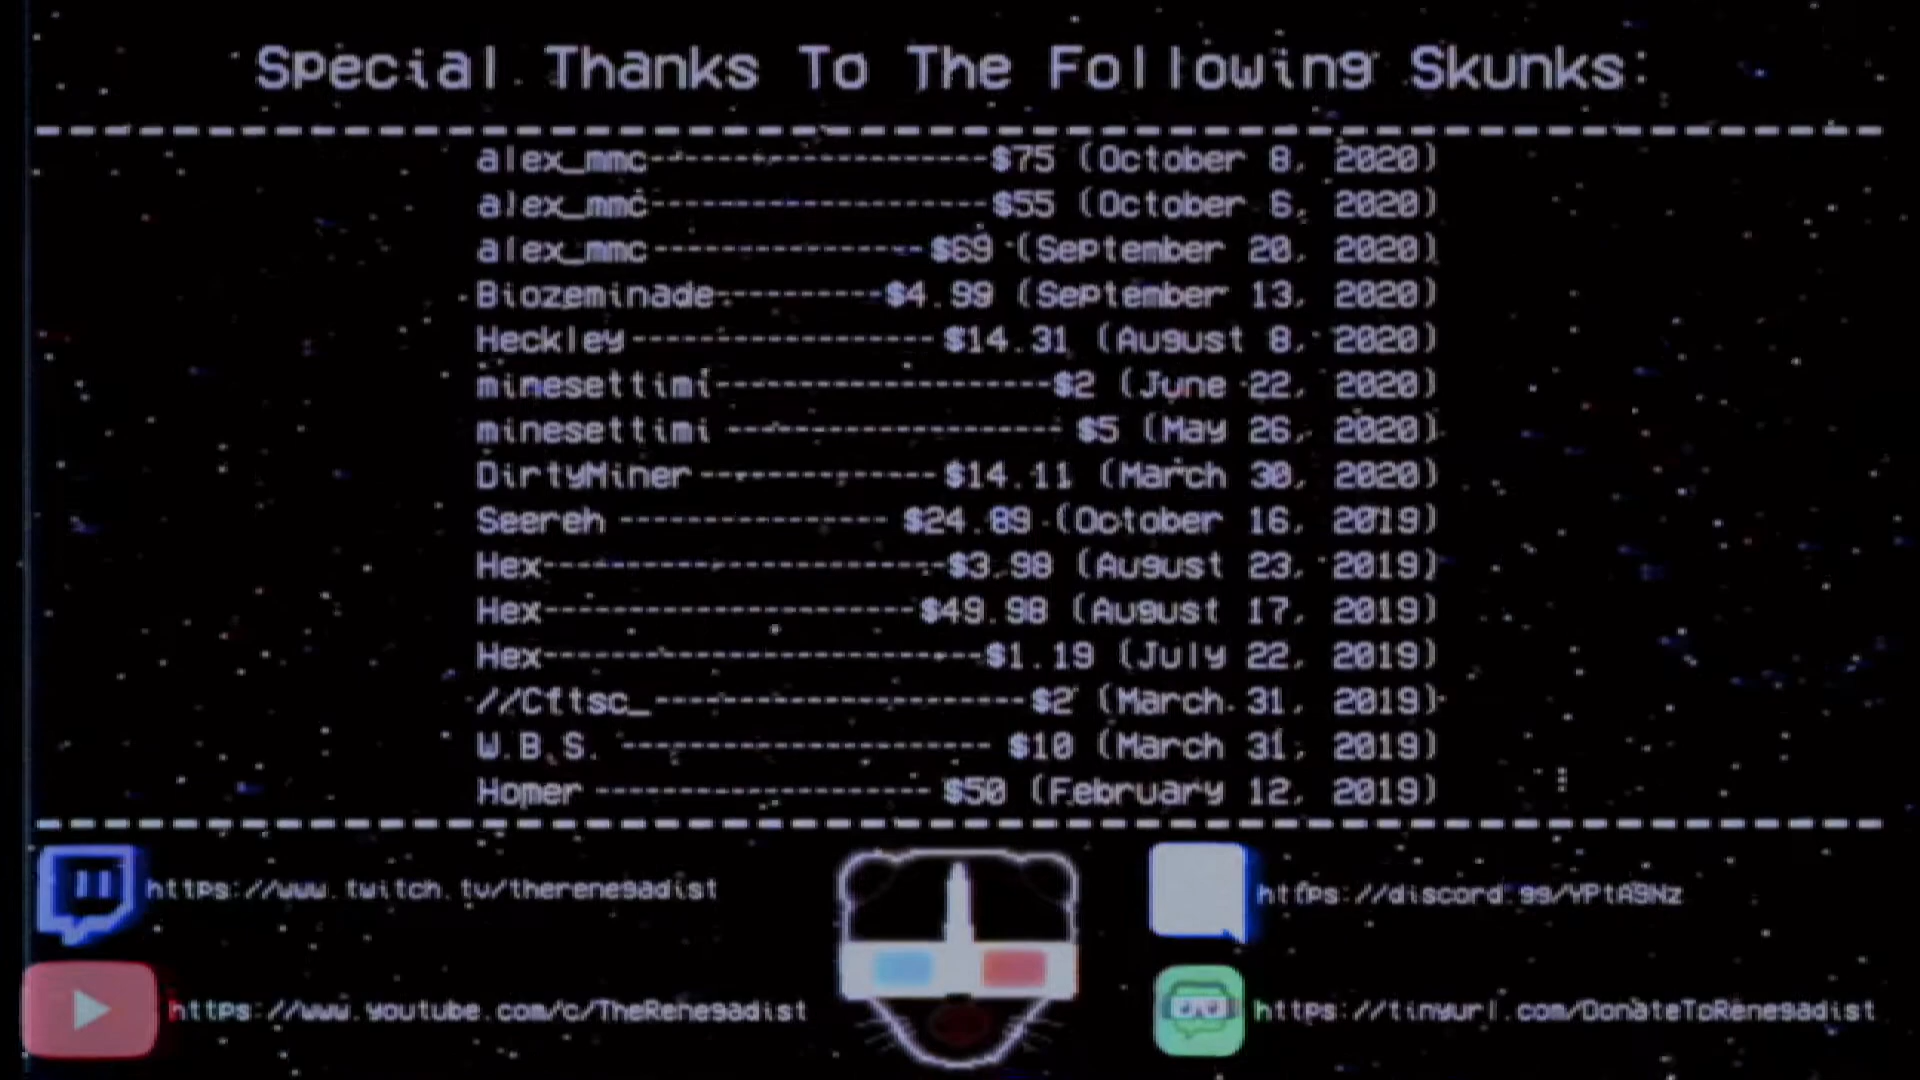 Special Thanks To The Following Skunks:
alex_mmc-----------------------$75 (October 8, 2020)
alex_mmc-----------------------$55 (October 6, 2020)
alex_mmc------------------$69 (September 20, 2020)
Biozeminade-----------$4.99 (September 13, 2020)
Heckley--------------------$14.31 (August 8, 2020)
minesettimi----------------------$2 (June 22, 2020)
minesettimi ---------------------- $5 (May 26, 2020)
DirtyMiner---------------$14.11 (March 30, 2020)
Seereh ----------------- $24.89 (October 16, 2019)
Hex--------------------------$3.98 (August 23, 2019)
Hex------------------------$49.98 (August 17, 2019)
Hex-----------------------------$1.19 (July 22, 2019)
//Cftsc_------------------------$2 (March 31, 2019)
W.B.S. ------------------------ $10 (March 31, 2019)
Homer ---------------------- $50 (February 12, 2019)
https://www.twitch.tv/therenegadist
https://discord.gg/YPtA9Nz
https://www.youtube.com/c/TheRenegadist
https://tinyurl.com/DonateToRenegadist